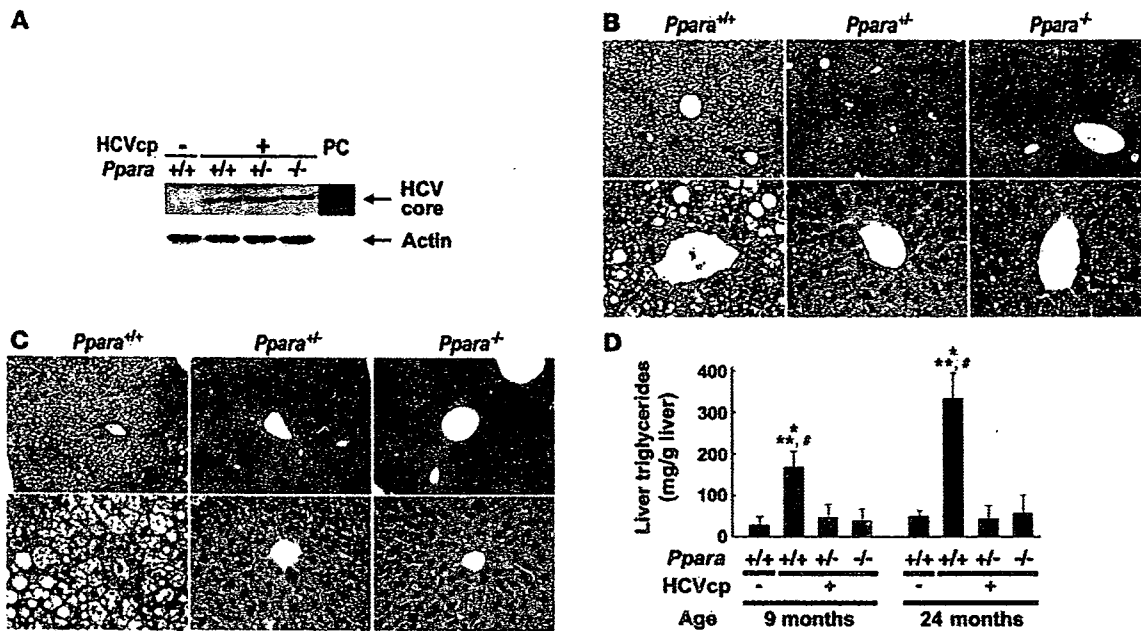 A
HCVcp - + PC
Ppara +/+ +/+ +/- -/-
HCV
core
Actin
B
Ppara+/+ Ppara+/- Ppara-/-
C
Ppara+/+ Ppara+/- Ppara-/-
D
Liver triglycerides
(mg/g liver)
400
300
200
100
0
*
**, #
*
**, #
Ppara +/+ +/+ +/- -/- +/+ +/+ +/- -/-
HCVcp - + - +
Age 9 months 24 months